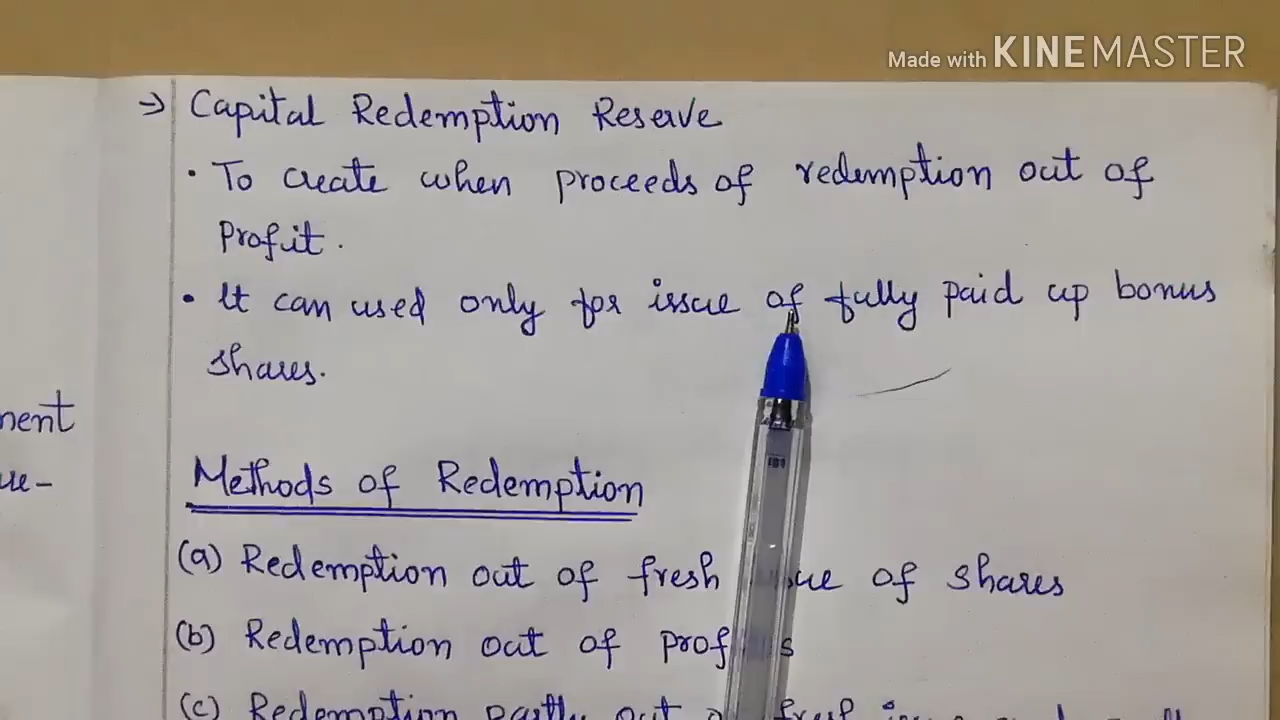 Made with KINEMASTER
→ Capital Redemption Reserve
• To create when proceeds of redemption out of
Profit.
• It can used only for issue of fully paid up bonus
shares.
Methods of Redemption
(a) Redemption out of fresh of shares
(b) Redemption out of
(c) Redemption partly out